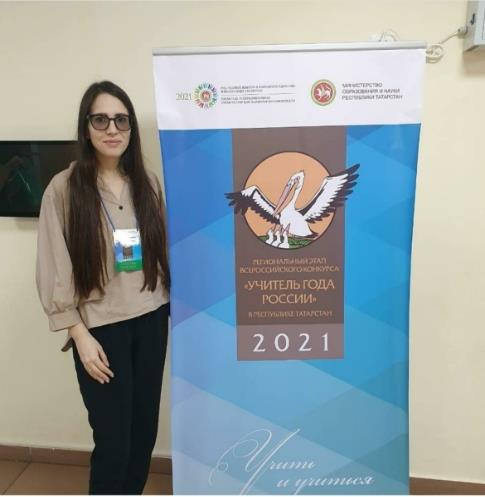 2021
МИНИСТЕРСТВО
ОБРАЗОВАНИЯ И НАУКИ
РЕСПУБЛИКИ ТАТАРСТАН
РЕГИОНАЛЬНЫЙ ЭТАП
ВСЕРОССИЙСКОГО КОНКУРСА
«УЧИТЕЛЬ ГОДА
РОССИИ»
В РЕСПУБЛИКЕ ТАТАРСТАН
2021
Учить
и учиться